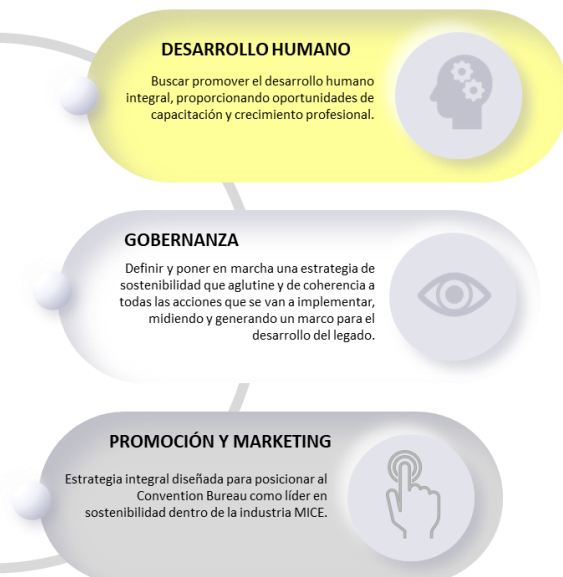 DESARROLLO HUMANO
Buscar promover el desarrollo humano
integral, proporcionando oportunidades de
capacitación y crecimiento profesional.
GOBERNANZA
Definir y poner en marcha una estrategia de
sostenibilidad que aglutine y de coherencia a
todas las acciones que se van a implementar,
midiendo y generando un marco para el
desarrollo del legado.
PROMOCIÓN Y MARKETING
Estrategia integral diseñada para posicionar al
Convention Bureau como líder en
sostenibilidad dentro de la industria MICE.